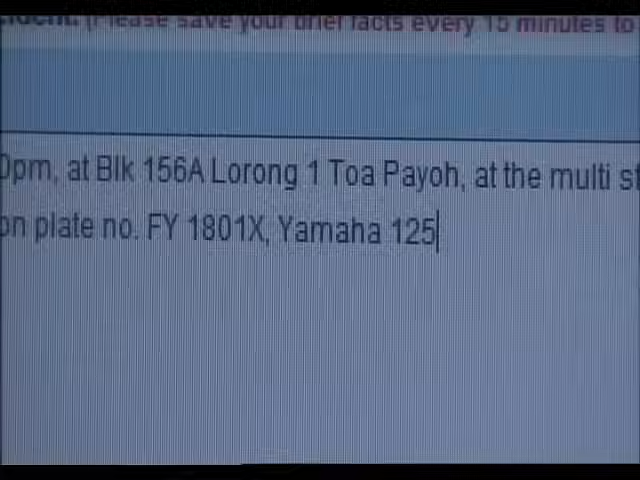 (Please save your brief facts every 15 minutes to
0pm, at Blk 156A Lorong 1 Toa Payoh, at the multi st
on plate no. FY 1801X, Yamaha 125